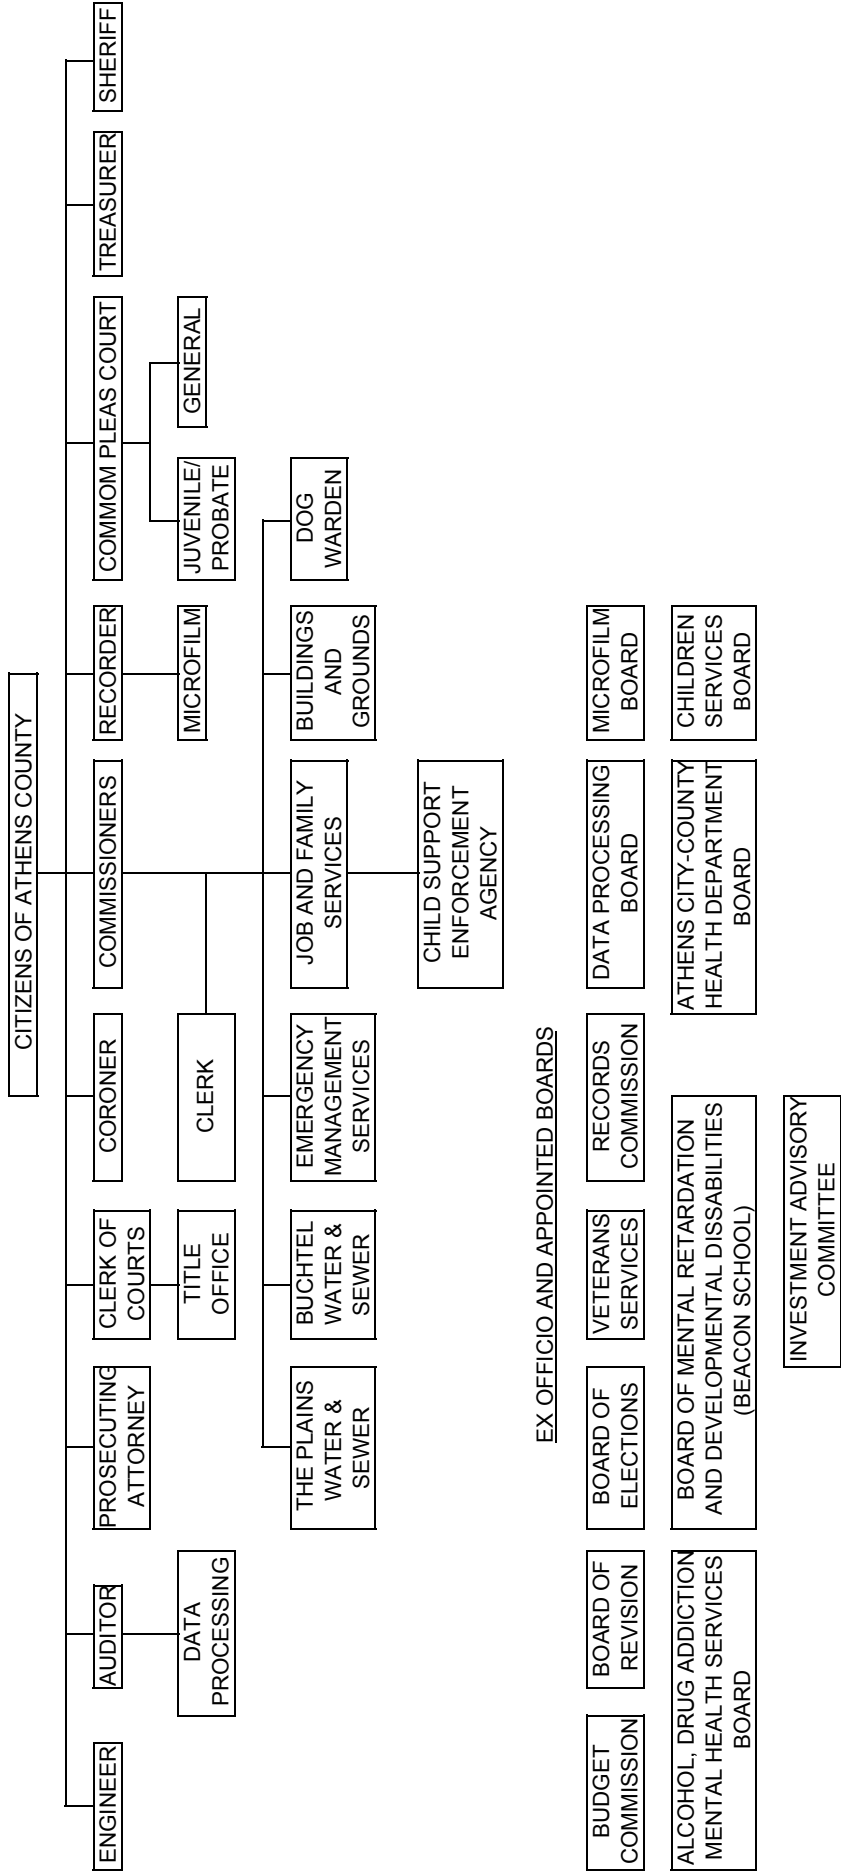 CITIZENS OF ATHENS COUNTY
ENGINEER
AUDITOR
PROSECUTING
ATTORNEY
CLERK OF
COURTS
CORONER
COMMISSIONERS
RECORDER
COMMOM PLEAS COURT
TREASURER
SHERIFF
DATA
PROCESSING
TITLE
OFFICE
CLERK
MICROFILM
JUVENILE/
PROBATE
GENERAL
THE PLAINS
WATER &
SEWER
BUCHTEL
WATER &
SEWER
EMERGENCY
MANAGEMENT
SERVICES
JOB AND FAMILY
SERVICES
BUILDINGS
AND
GROUNDS
DOG
WARDEN
CHILD SUPPORT
ENFORCEMENT
AGENCY
EX OFFICIO AND APPOINTED BOARDS
BUDGET
COMMISSION
BOARD OF
REVISION
BOARD OF
ELECTIONS
VETERANS
SERVICES
RECORDS
COMMISSION
DATA PROCESSING
BOARD
MICROFILM
BOARD
ALCOHOL, DRUG ADDICTION
MENTAL HEALTH SERVICES
BOARD
BOARD OF MENTAL RETARDATION
AND DEVELOPMENTAL DISSABILITIES
(BEACON SCHOOL)
ATHENS CITY-COUNTY
HEALTH DEPARTMENT
BOARD
CHILDREN
SERVICES
BOARD
INVESTMENT ADVISORY
COMMITTEE